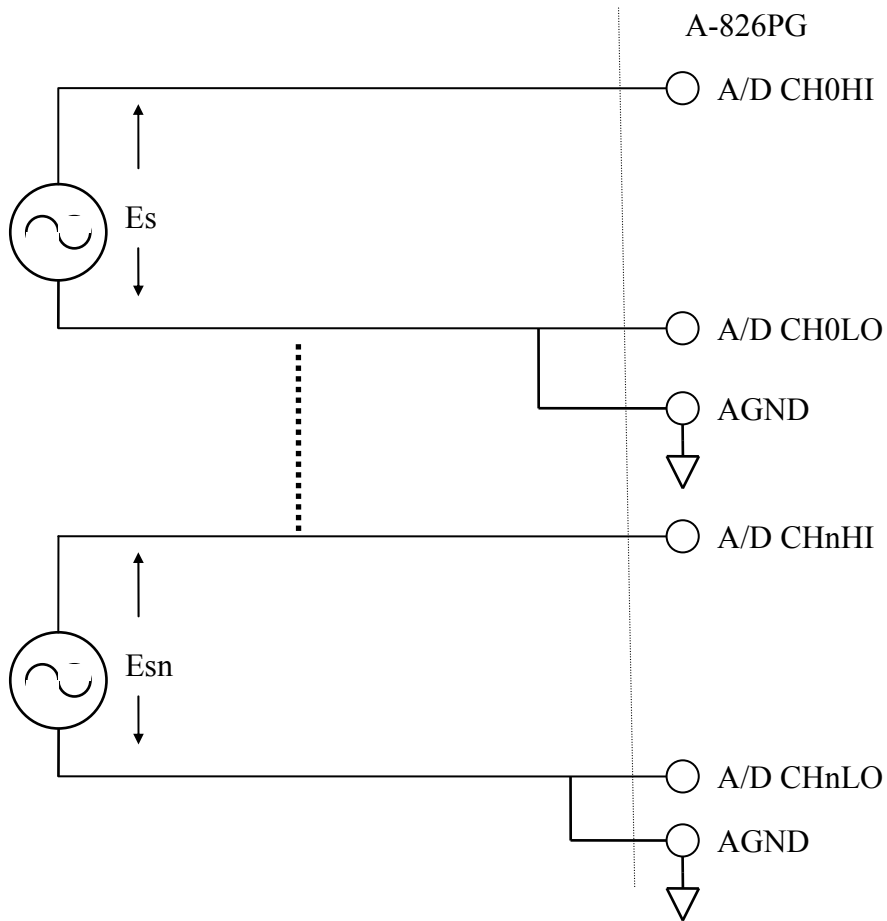 A-826PG
A/D CH0HI
Es
A/D CH0LO
AGND
A/D CHnHI
Esn
A/D CHnLO
AGND